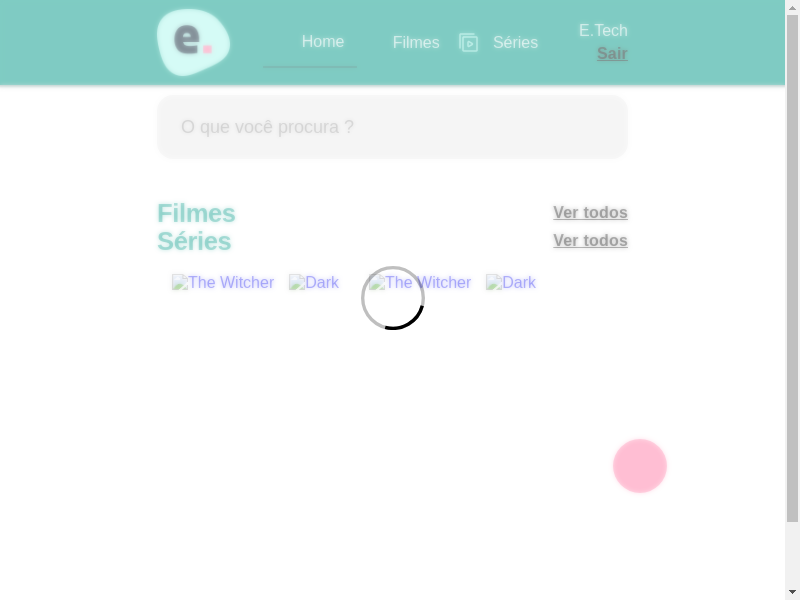 e.
Home
Filmes
Séries
E.Tech
Sair
O que você procura ?
Filmes
Ver todos
Séries
Ver todos
The Witcher Dark The Witcher Dark